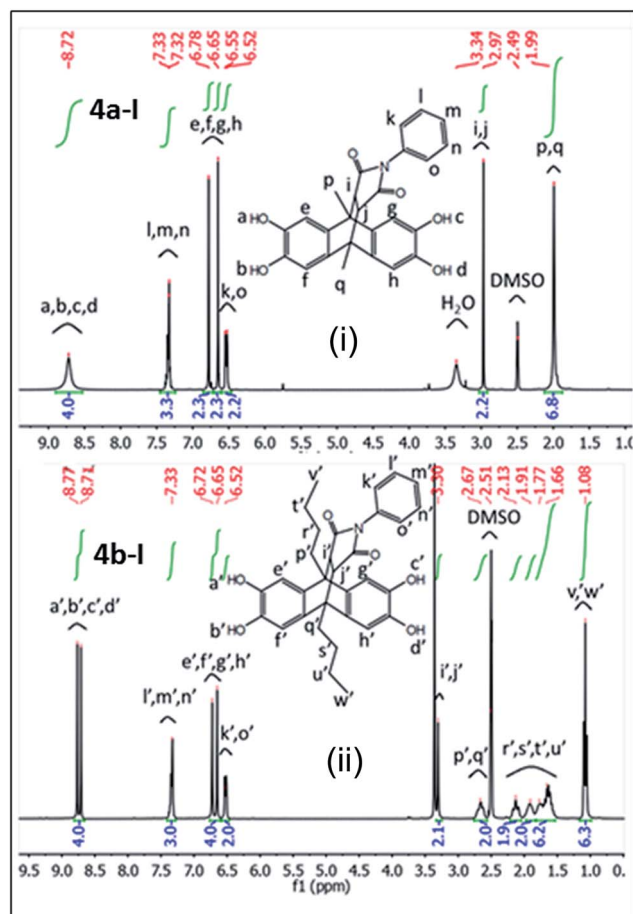 8.72
7.33
7.32
6.78
6.65
6.55
6.52
3.34
2.97
2.49
1.99
4a-I
e,f,g,h
l,m,n
a,b,c,d
k,o
i,j
p,q
H₂O
DMSO
l
k
m
n
o
N
O
O
p
i
j
e
g
a
HO
OH
c
b
HO
OH
d
f
h
q
(i)
4.0
3.3
2.3
2.3
2.2
2.2
6.8
9.5 9.0 8.5 8.0 7.5 7.0 6.5 6.0 5.5 5.0 4.5 4.0 3.5 3.0 2.5 2.0 1.5 1.0
8.77
8.71
7.33
6.72
6.65
6.52
2.67
2.51
2.13
1.91
1.77
1.66
1.08
4b-I
a′,b′,c′,d′
l′,m′,n′
e′,f′,g′,h′
k′,o′
i′,j′
p′,q′
DMSO
r′,s′,t′,u′
v,′w′
v′
t′
r′
p′
l′
k′
m′
n′
o′
N
O
O
i′
j′
e′
g′
a′
HO
OH
c′
b′
HO
OH
d′
f′
h′
q′
s′
u′
w′
(ii)
4.0
3.0
4.0
2.0
2.1
2.0
1.9
2.0
6.2
6.3
9.5 9.0 8.5 8.0 7.5 7.0 6.5 6.0 5.5 5.0 4.5 4.0 3.5 3.0 2.5 2.0 1.5 1.0 0.5
f1 (ppm)